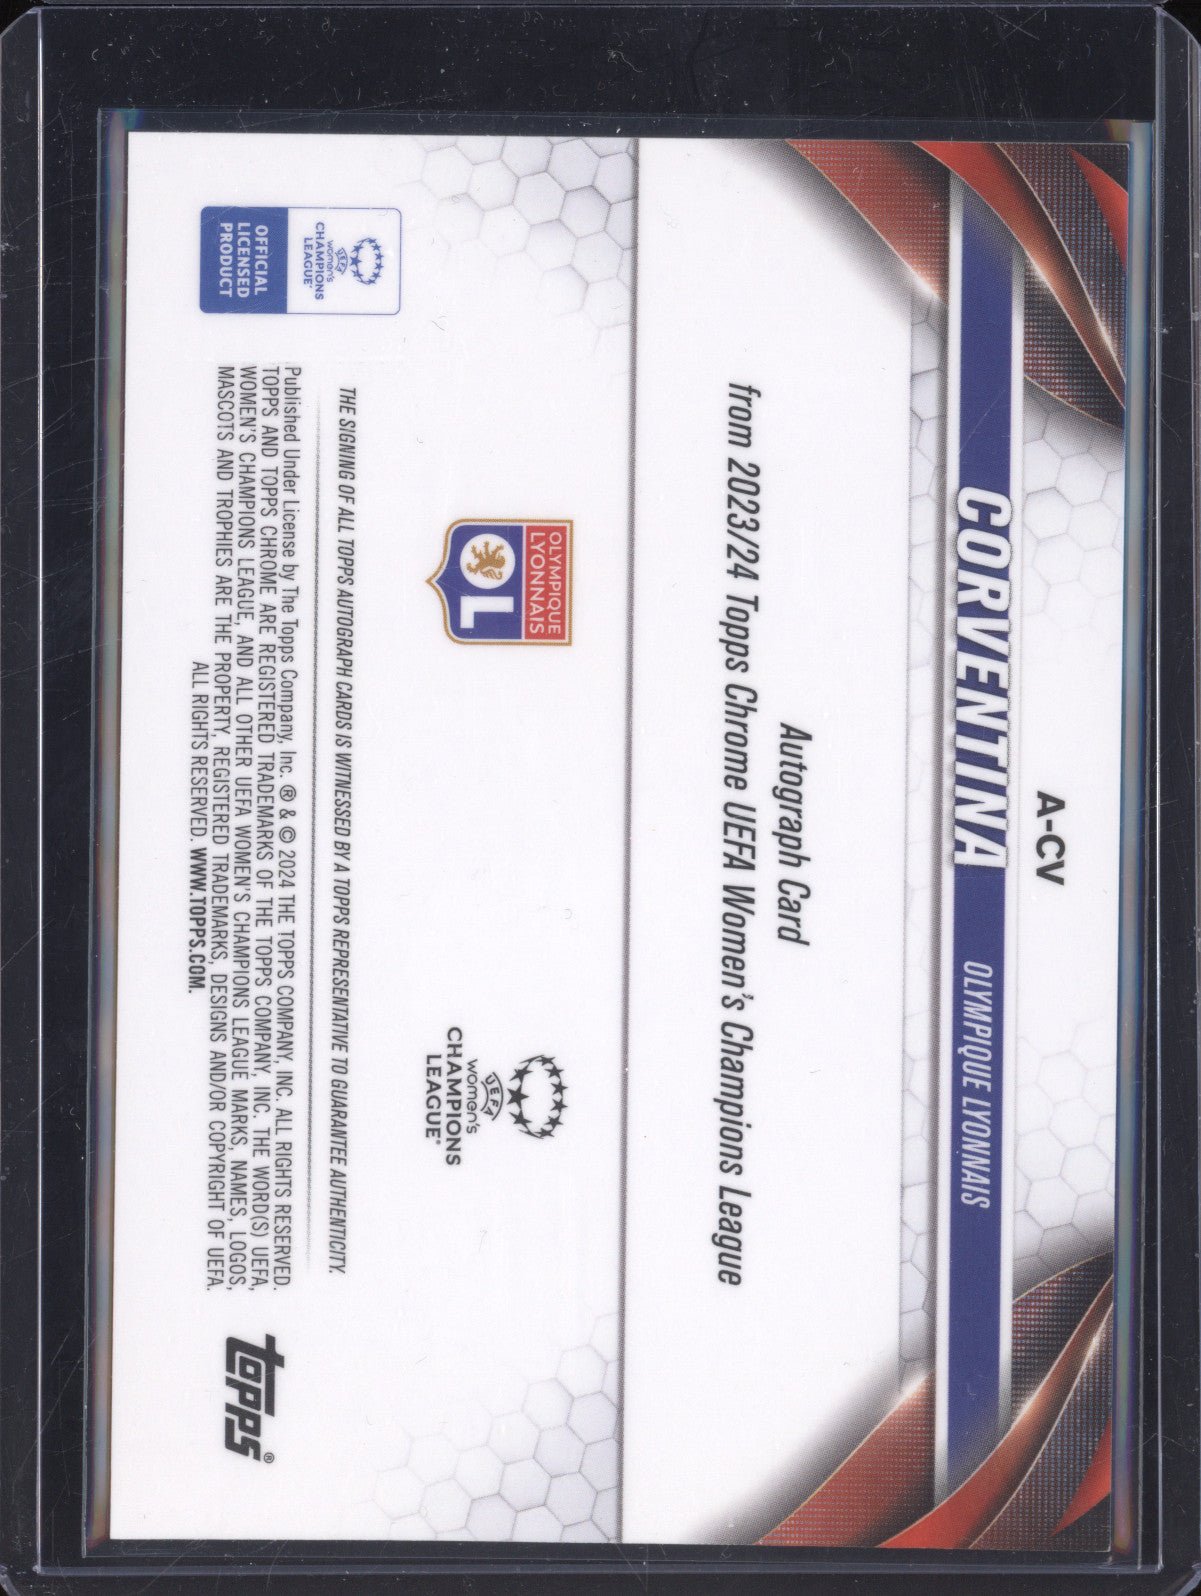 A-CV
CORVENTINA OLYMPIQUE LYONNAIS
Autograph Card
from 2023/24 Topps Chrome UEFA Women's Champions League
OLYMPIQUE
LYONNAIS
OL
UEFA
women's
CHAMPIONS
LEAGUE®
THE SIGNING OF ALL TOPPS AUTOGRAPH CARDS IS WITNESSED BY A TOPPS REPRESENTATIVE TO GUARANTEE AUTHENTICITY.
UEFA
women's
CHAMPIONS
LEAGUE®
OFFICIAL
LICENSED
PRODUCT
Published Under License by The Topps Company, Inc. ® & © 2024 THE TOPPS COMPANY, INC. ALL RIGHTS RESERVED.
TOPPS AND TOPPS CHROME ARE REGISTERED TRADEMARKS OF THE TOPPS COMPANY, INC. THE WORD(S) UEFA,
WOMEN'S CHAMPIONS LEAGUE, AND ALL OTHER UEFA WOMEN'S CHAMPIONS LEAGUE MARKS, NAMES, LOGOS,
MASCOTS AND TROPHIES ARE THE PROPERTY, REGISTERED TRADEMARKS, DESIGNS AND/OR COPYRIGHT OF UEFA.
ALL RIGHTS RESERVED. WWW.TOPPS.COM.
topps®